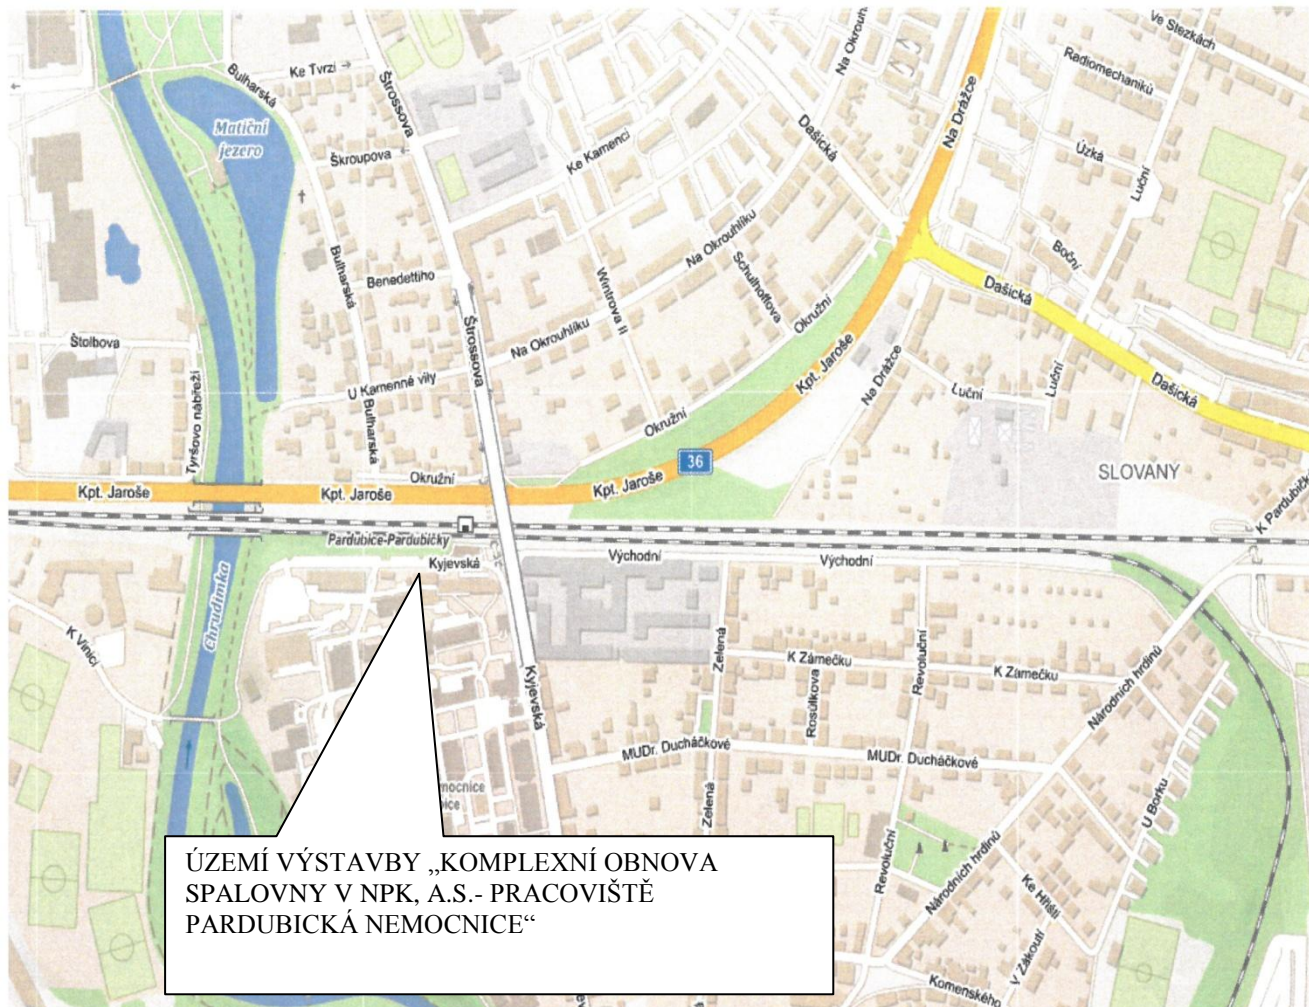 Ve Stezkách
Na Okrouhlíku
Ke Tvrzi
Bulharská
Štrossova
Radiomechaniků
Na Drážce
Matiční
jezero
Dašická
Ke Kamenci
Škroupova
Úzká
Luční
Na Okrouhlíku
Boční
Bulharská
Benedettiho
Wintrova II
Schulhoffova
Dašická
Okružní
Štolbova
Štrossova
Na Okrouhlíku
Kpt. Jaroše
Na Drážce
Dašická
U Kamenné vily
Luční
Luční
Tyršovo nábřeží
Bulharská
Okružní
36
SLOVANY
Okružní
Kpt. Jaroše
Kpt. Jaroše
Kpt. Jaroše
Pardubice-Pardubičky
Východní
Východní
Kyjevská
Chrudimka
K Vinici
Zelená
K Zámečku
Revoluční
K Zámečku
Kyjevská
Rosůlkova
Národních hrdinů
MUDr. Ducháčkové
MUDr. Ducháčkové
Zelená
U Borku
Revoluční
Národních hrdinů
Ke Hřišti
V Zákoutí
Komenského
ÚZEMÍ VÝSTAVBY „KOMPLEXNÍ OBNOVA
SPALOVNY V NPK, A.S.- PRACOVIŠTĚ
PARDUBICKÁ NEMOCNICE“